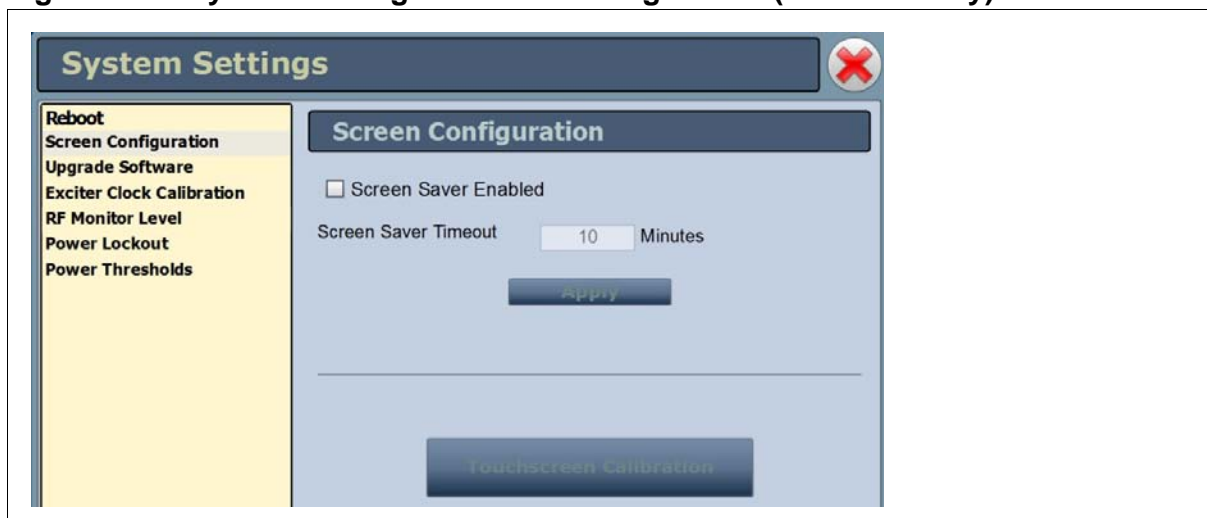 System Settings
Reboot
Screen Configuration
Upgrade Software
Exciter Clock Calibration
RF Monitor Level
Power Lockout
Power Thresholds
Screen Configuration
Screen Saver Enabled
Screen Saver Timeout 10 Minutes
Apply
Touchscreen Calibration